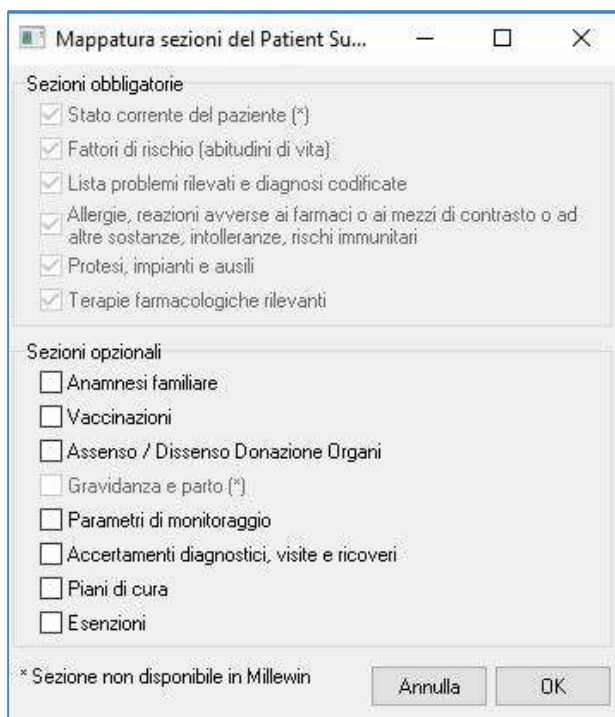 Mappatura sezioni del Patient Su...
Sezioni obbligatorie
Stato corrente del paziente (*)
Fattori di rischio (abitudini di vita)
Lista problemi rilevati e diagnosi codificate
Allergie, reazioni avverse ai farmaci o ai mezzi di contrasto o ad
altre sostanze, intolleranze, rischi immunitari
Protesi, impianti e ausili
Terapie farmacologiche rilevanti
Sezioni opzionali
Anamnesi familiare
Vaccinazioni
Assenso / Dissenso Donazione Organi
Gravidanza e parto (*)
Parametri di monitoraggio
Accertamenti diagnostici, visite e ricoveri
Piani di cura
Esenzioni
* Sezione non disponibile in Millewin
Annulla
OK